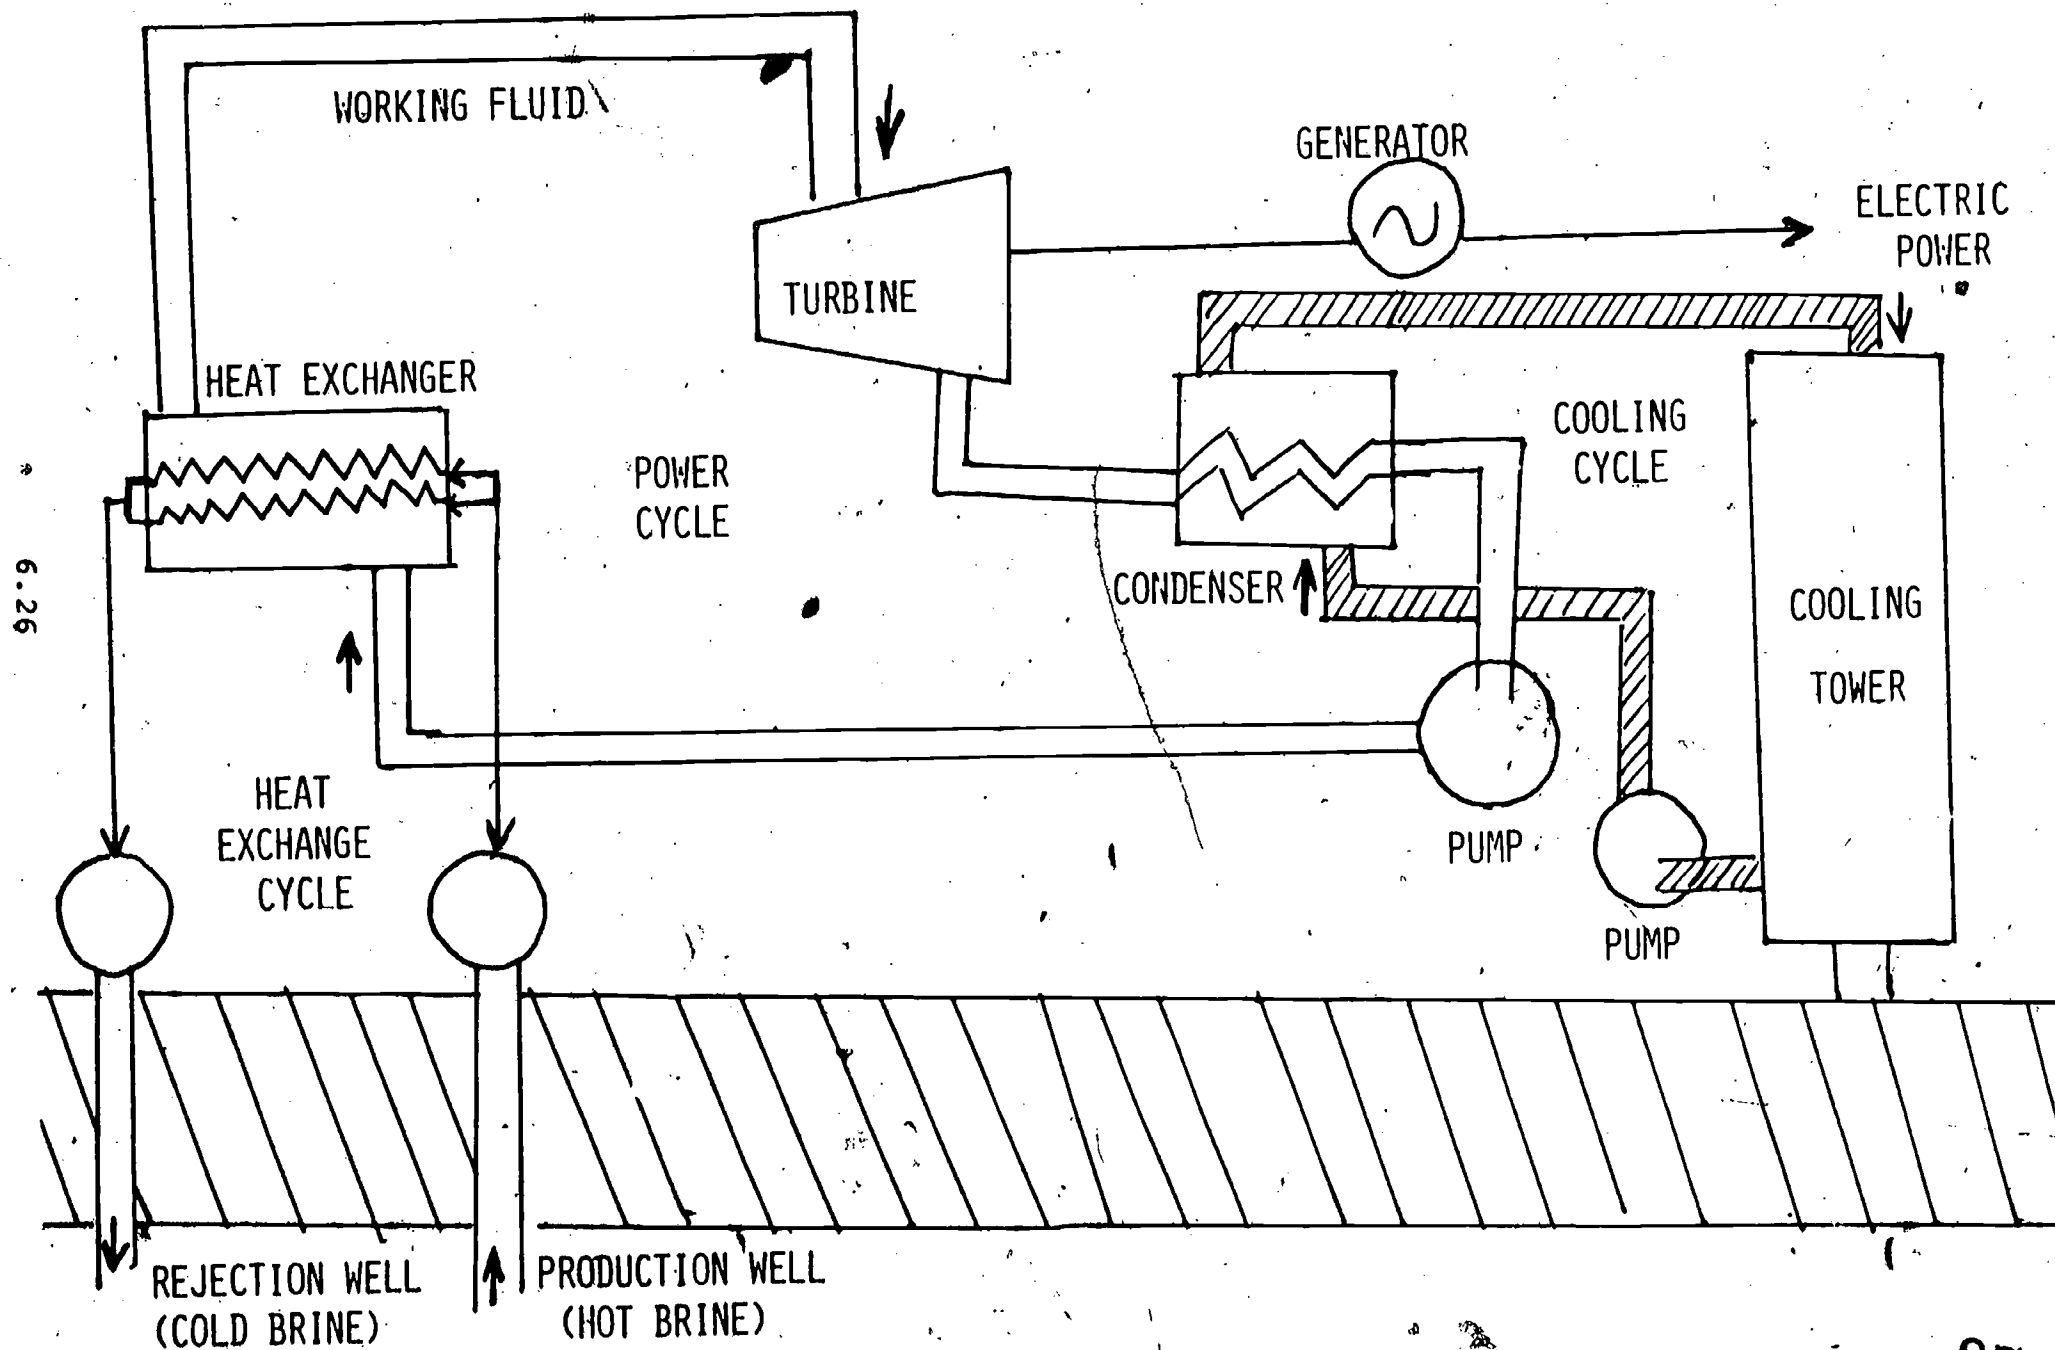 WORKING FLUID
GENERATOR
ELECTRIC
POWER
TURBINE
HEAT EXCHANGER
POWER
CYCLE
COOLING
CYCLE
CONDENSER
COOLING
TOWER
6.26
HEAT
EXCHANGE
CYCLE
PUMP
PUMP
REJECTION WELL
(COLD BRINE)
PRODUCTION WELL
(HOT BRINE)